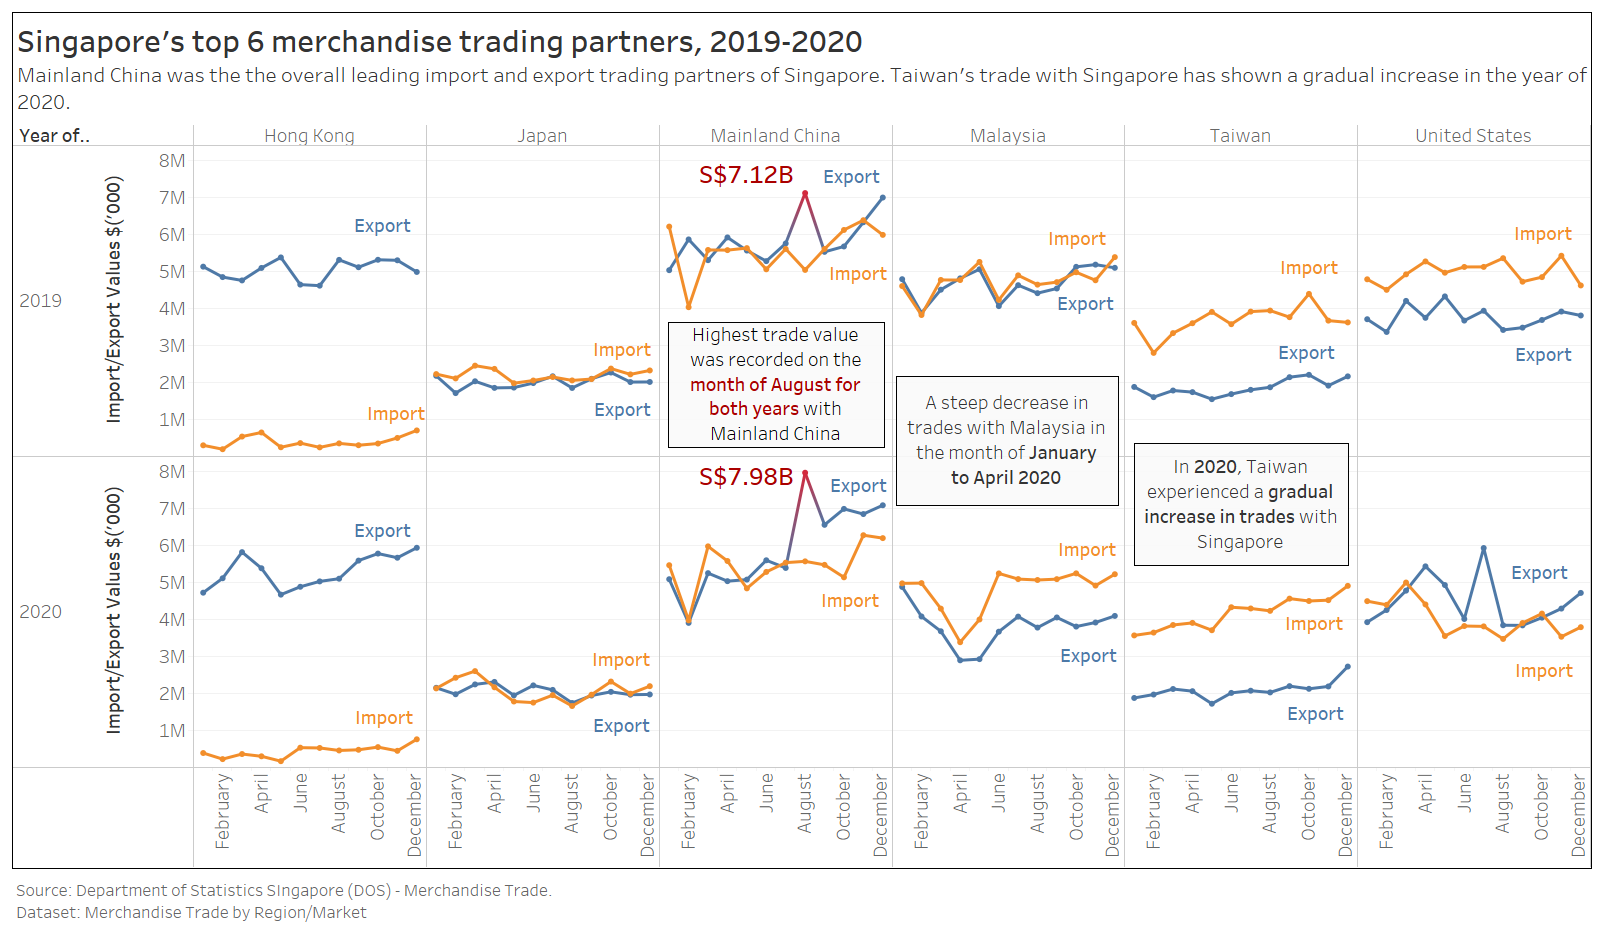 Singapore's top 6 merchandise trading partners, 2019-2020
Mainland China was the the overall leading import and export trading partners of Singapore. Taiwan's trade with Singapore has shown a gradual increase in the year of
2020.
Year of..
Hong Kong
Japan
Mainland China
Malaysia
Taiwan
United States
2019
Import/Export Values $('000)
8M
7M
6M
5M
4M
3M
2M
1M
Export
Import
Import
Export
S$7.12B
Export
Import
Highest trade value
was recorded on the
month of August for
both years with
Mainland China
Import
Export
A steep decrease in
trades with Malaysia in
the month of January
to April 2020
Import
Export
In 2020, Taiwan
experienced a gradual
increase in trades with
Singapore
Import
Export
2020
Import/Export Values $('000)
8M
7M
6M
5M
4M
3M
2M
1M
Export
Import
Import
Export
S$7.98B
Export
Import
Import
Export
Import
Export
Export
Import
February
April
June
August
October
December
February
April
June
August
October
December
February
April
June
August
October
December
February
April
June
August
October
December
February
April
June
August
October
December
February
April
June
August
October
December
Source: Department of Statistics SIngapore (DOS) - Merchandise Trade.
Dataset: Merchandise Trade by Region/Market